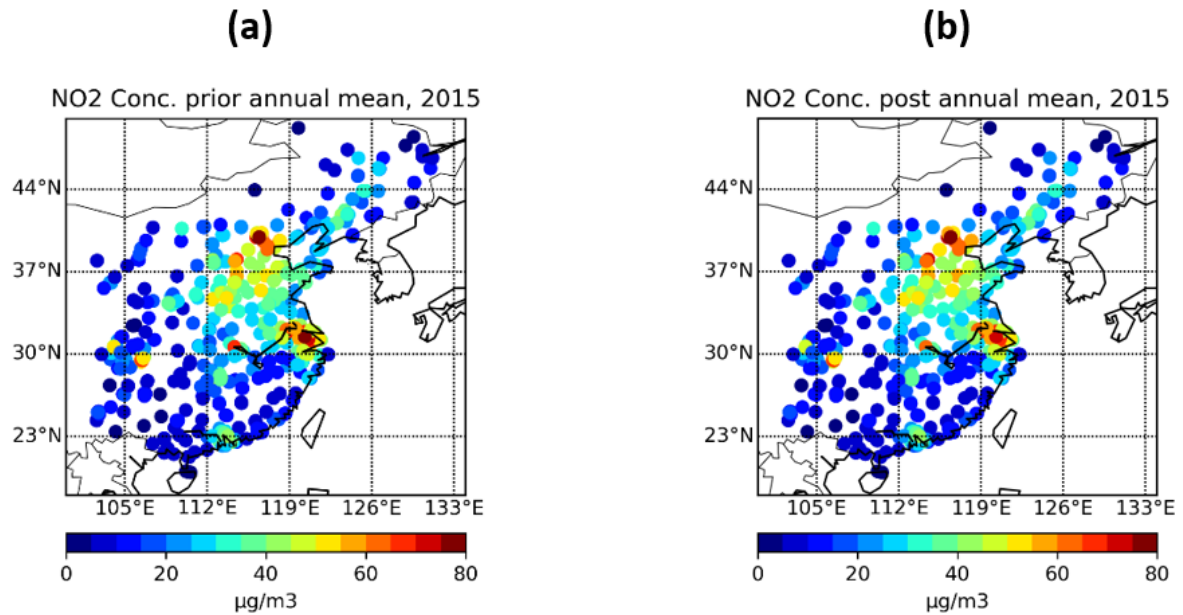 (a)
(b)
NO2 Conc. prior annual mean, 2015
NO2 Conc. post annual mean, 2015
44°N
37°N
30°N
23°N
105°E 112°E 119°E 126°E 133°E
0 20 40 60 80
μg/m3
44°N
37°N
30°N
23°N
105°E 112°E 119°E 126°E 133°E
0 20 40 60 80
μg/m3